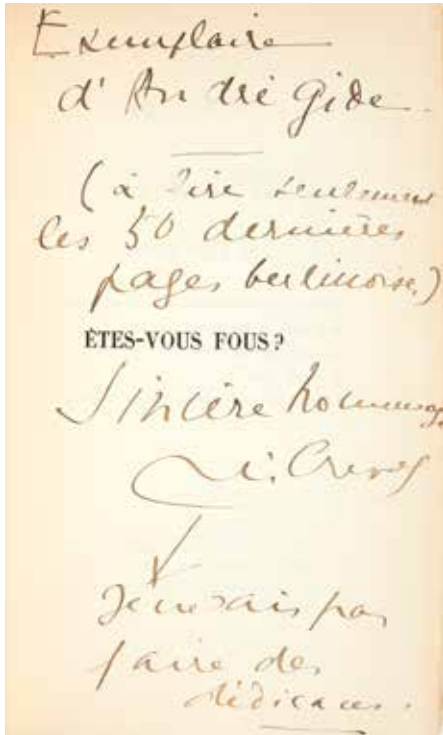 Exemplaire
d'André Gide
(à lire seulement
les 50 dernières
pages berlinoises)
ÊTES-VOUS FOUS?
Sincère hommage
R. Crevel
Je ne sais pas
faire des
dédicaces.